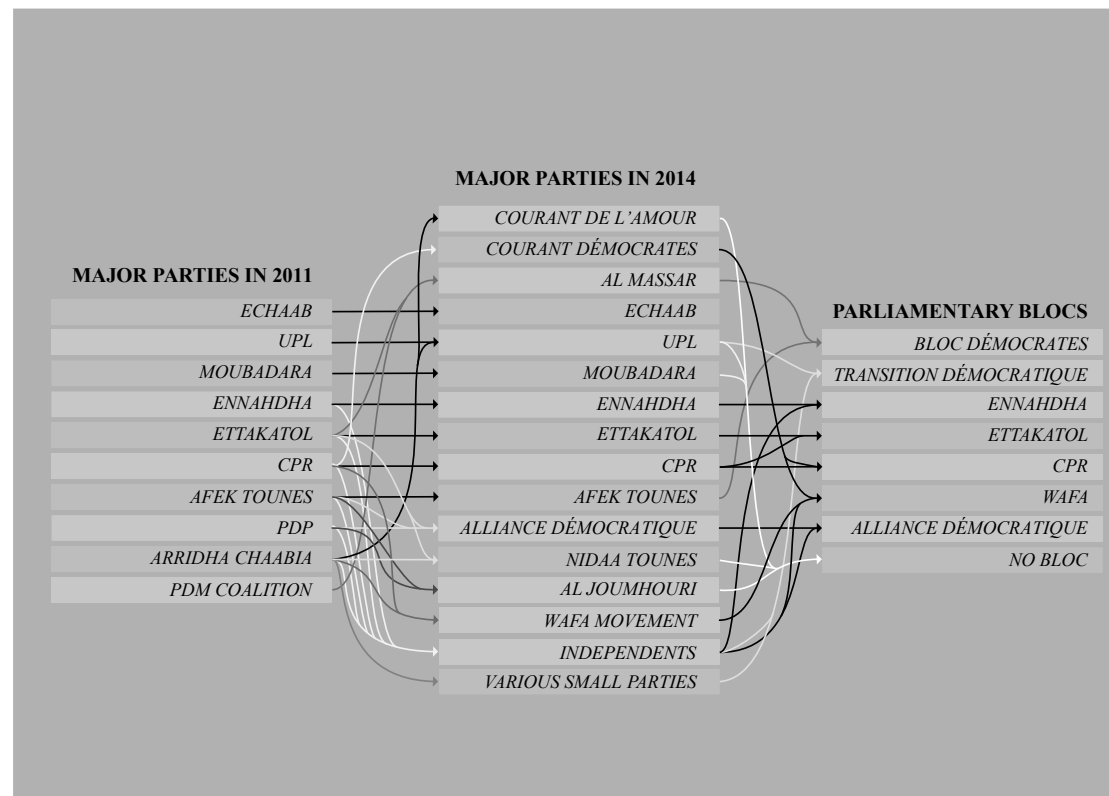 MAJOR PARTIES IN 2011
ECHAAB
UPL
MOUBADARA
ENNAHDHA
ETTAKATOL
CPR
AFEK TOUNES
PDP
ARRIDHA CHAABIA
PDM COALITION
MAJOR PARTIES IN 2014
COURANT DE L’AMOUR
COURANT DÉMOCRATES
AL MASSAR
ECHAAB
UPL
MOUBADARA
ENNAHDHA
ETTAKATOL
CPR
AFEK TOUNES
ALLIANCE DÉMOCRATIQUE
NIDAA TOUNES
AL JOUMHOURI
WAFA MOVEMENT
INDEPENDENTS
VARIOUS SMALL PARTIES
PARLIAMENTARY BLOCS
BLOC DÉMOCRATES
TRANSITION DÉMOCRATIQUE
ENNAHDHA
ETTAKATOL
CPR
WAFA
ALLIANCE DÉMOCRATIQUE
NO BLOC